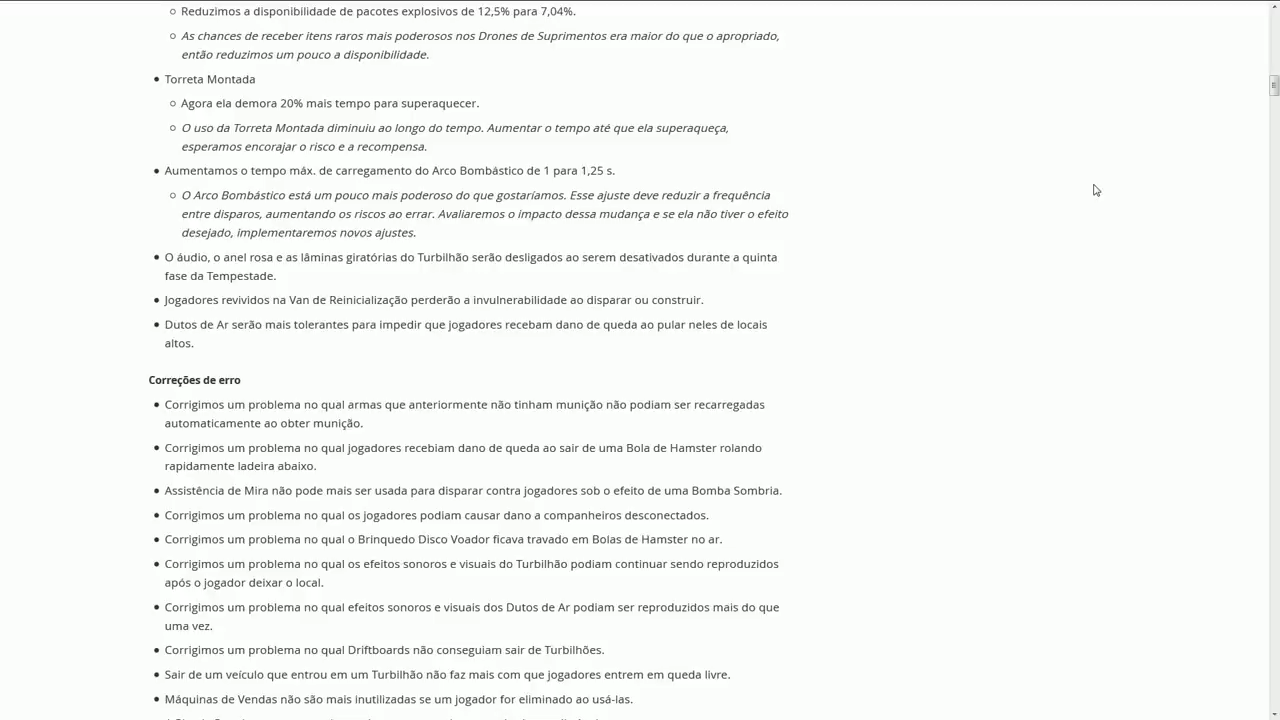 Reduzimos a disponibilidade de pacotes explosivos de 12,5% para 7,04%.
As chances de receber itens raros mais poderosos nos Drones de Suprimentos era maior do que o apropriado,
então reduzimos um pouco a disponibilidade.
Torreta Montada
Agora ela demora 20% mais tempo para superaquecer.
O uso da Torreta Montada diminuiu ao longo do tempo. Aumentar o tempo até que ela superaqueça,
esperamos encorajar o risco e a recompensa.
Aumentamos o tempo máx. de carregamento do Arco Bombástico de 1 para 1,25 s.
O Arco Bombástico está um pouco mais poderoso do que gostaríamos. Esse ajuste deve reduzir a frequência
entre disparos, aumentando os riscos ao errar. Avaliaremos o impacto dessa mudança e se ela não tiver o efeito
desejado, implementaremos novos ajustes.
O áudio, o anel rosa e as lâminas giratórias do Turbilhão serão desligados ao serem desativados durante a quinta
fase da Tempestade.
Jogadores revividos na Van de Reinicialização perderão a invulnerabilidade ao disparar ou construir.
Dutos de Ar serão mais tolerantes para impedir que jogadores recebam dano de queda ao pular neles de locais
altos.
Correções de erro
Corrigimos um problema no qual armas que anteriormente não tinham munição não podiam ser recarregadas
automaticamente ao obter munição.
Corrigimos um problema no qual jogadores recebiam dano de queda ao sair de uma Bola de Hamster rolando
rapidamente ladeira abaixo.
Assistência de Mira não pode mais ser usada para disparar contra jogadores sob o efeito de uma Bomba Sombria.
Corrigimos um problema no qual os jogadores podiam causar dano a companheiros desconectados.
Corrigimos um problema no qual o Brinquedo Disco Voador ficava travado em Bolas de Hamster no ar.
Corrigimos um problema no qual os efeitos sonoros e visuais do Turbilhão podiam continuar sendo reproduzidos
após o jogador deixar o local.
Corrigimos um problema no qual efeitos sonoros e visuais dos Dutos de Ar podiam ser reproduzidos mais do que
uma vez.
Corrigimos um problema no qual Driftboards não conseguiam sair de Turbilhões.
Sair de um veículo que entrou em um Turbilhão não faz mais com que jogadores entrem em queda livre.
Máquinas de Vendas não são mais inutilizadas se um jogador for eliminado ao usá-las.